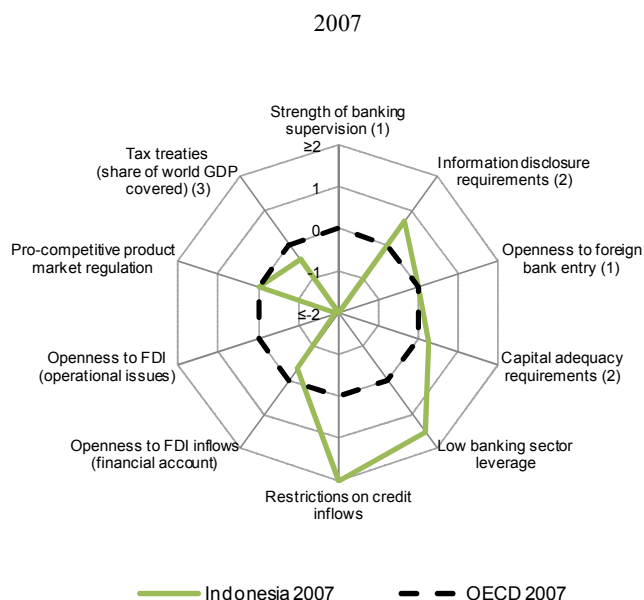 2007
Strength of banking
supervision (1)
Tax treaties
(share of world GDP
covered) (3)
Information disclosure
requirements (2)
≥2
1
0
-1
≤-2
Pro-competitive product
market regulation
Openness to foreign
bank entry (1)
Openness to FDI
(operational issues)
Capital adequacy
requirements (2)
Openness to FDI inflows
(financial account)
Low banking sector
leverage
Restrictions on credit
inflows
Indonesia 2007
OECD 2007